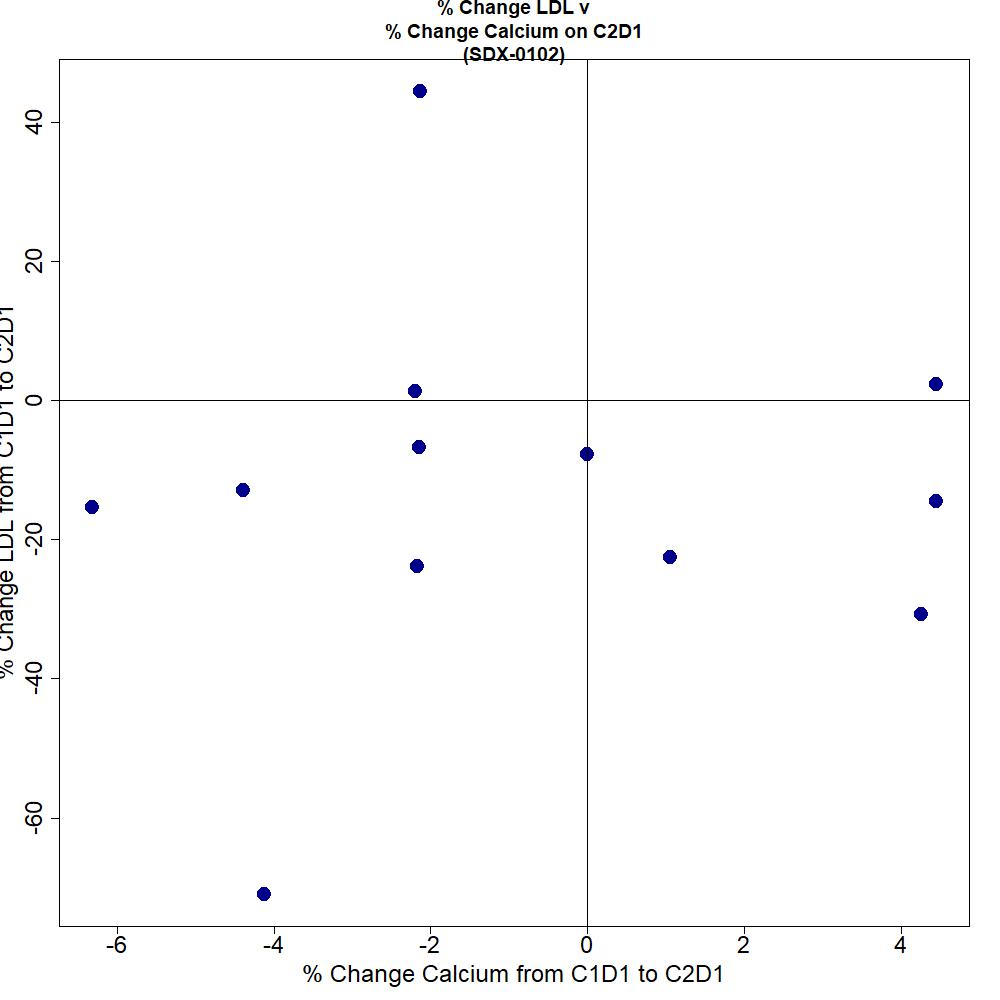 % Change LDL v
% Change Calcium on C2D1
(SDX-0102)
% Change LDL from C1D1 to C2D1
40
20
0
-20
-40
-60
-6
-4
-2
0
2
4
% Change Calcium from C1D1 to C2D1